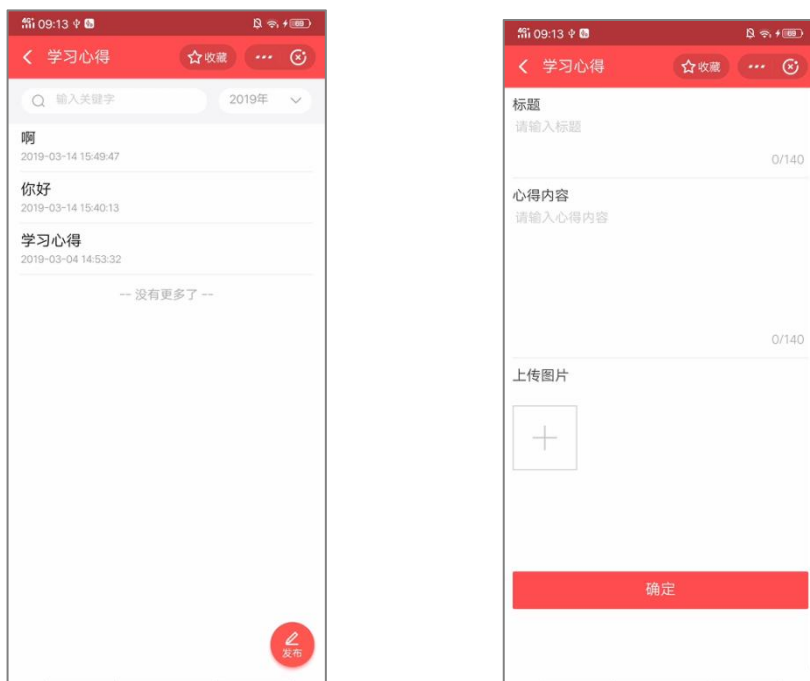 09:13
学习心得
收藏
输入关键字
2019年
啊
2019-03-14 15:49:47
你好
2019-03-14 15:40:13
学习心得
2019-03-04 14:53:32
-- 没有更多了 --
发布
09:13
学习心得
收藏
标题
请输入标题
0/140
心得内容
请输入心得内容
0/140
上传图片
确定